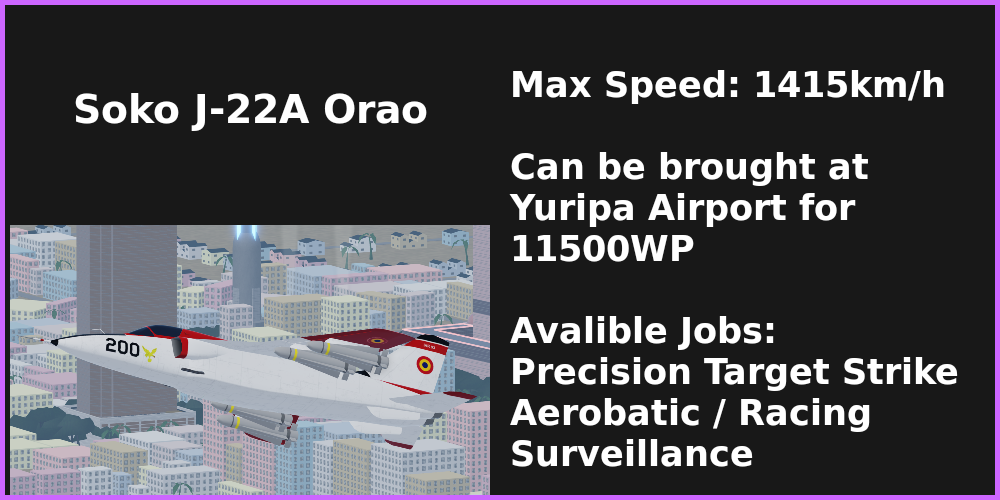 Soko J-22A Orao
Max Speed: 1415km/h
Can be brought at
Yuripa Airport for
11500WP
Avalible Jobs:
Precision Target Strike
Aerobatic / Racing
Surveillance
200